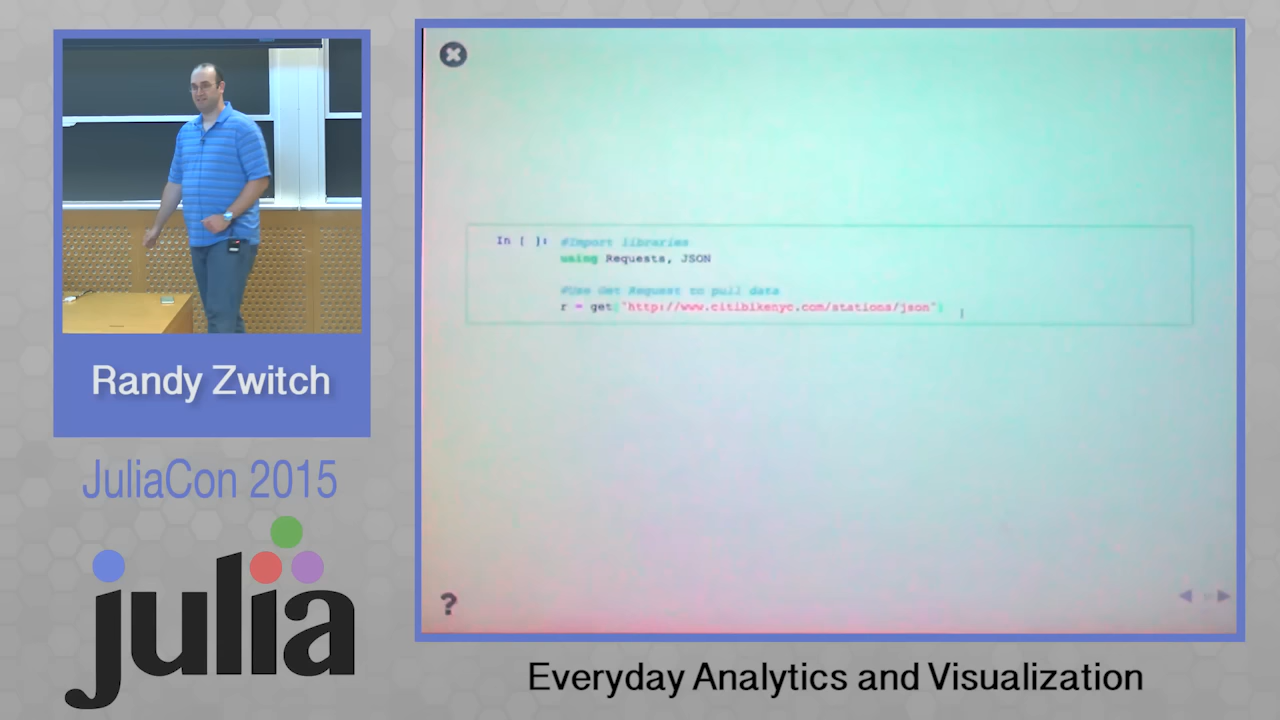 Randy Zwitch
JuliaCon 2015
julia
In [ ]:
#Import libraries
using Requests, JSON
#Use Get Request to pull data
r = get("http://www.citibikenyc.com/stations/json")
?
Everyday Analytics and Visualization